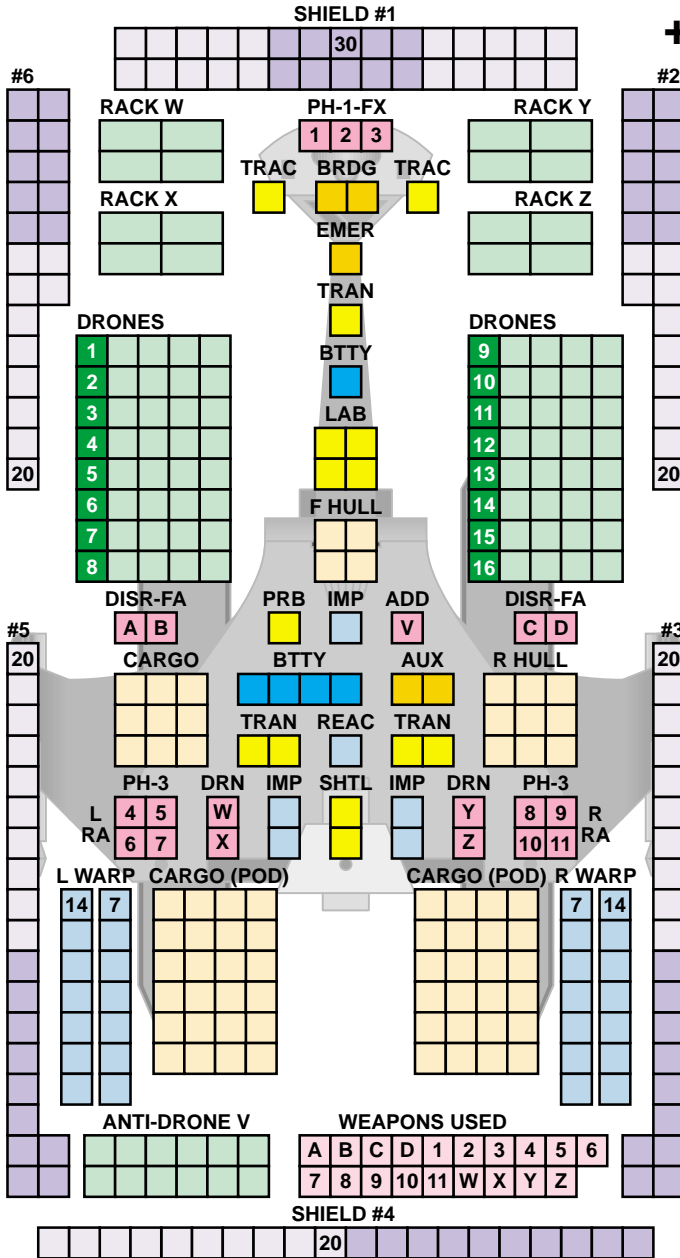 SHIELD #1
30
+
#6 #2
RACK W PH-1-FX RACK Y
1 2 3
TRAC BRDG TRAC
RACK X RACK Z
EMER
TRAN
DRONES DRONES
1 9
BTTY
2 10
3 11
LAB
4 12
20 5 13 20
6 14
F HULL
7 15
8 16
DISR-FA PRB IMP ADD DISR-FA
#5 A B V C D #3
20 CARGO BTTY AUX R HULL 20
TRAN REAC TRAN
PH-3 DRN IMP SHTL IMP DRN PH-3
L 4 5 W Y 8 9 R
RA 6 7 X Z 10 11 RA
L WARP CARGO (POD) CARGO (POD) R WARP
14 7 7 14
ANTI-DRONE V WEAPONS USED
A B C D 1 2 3 4 5 6
7 8 9 10 11 W X Y Z
SHIELD #4
20